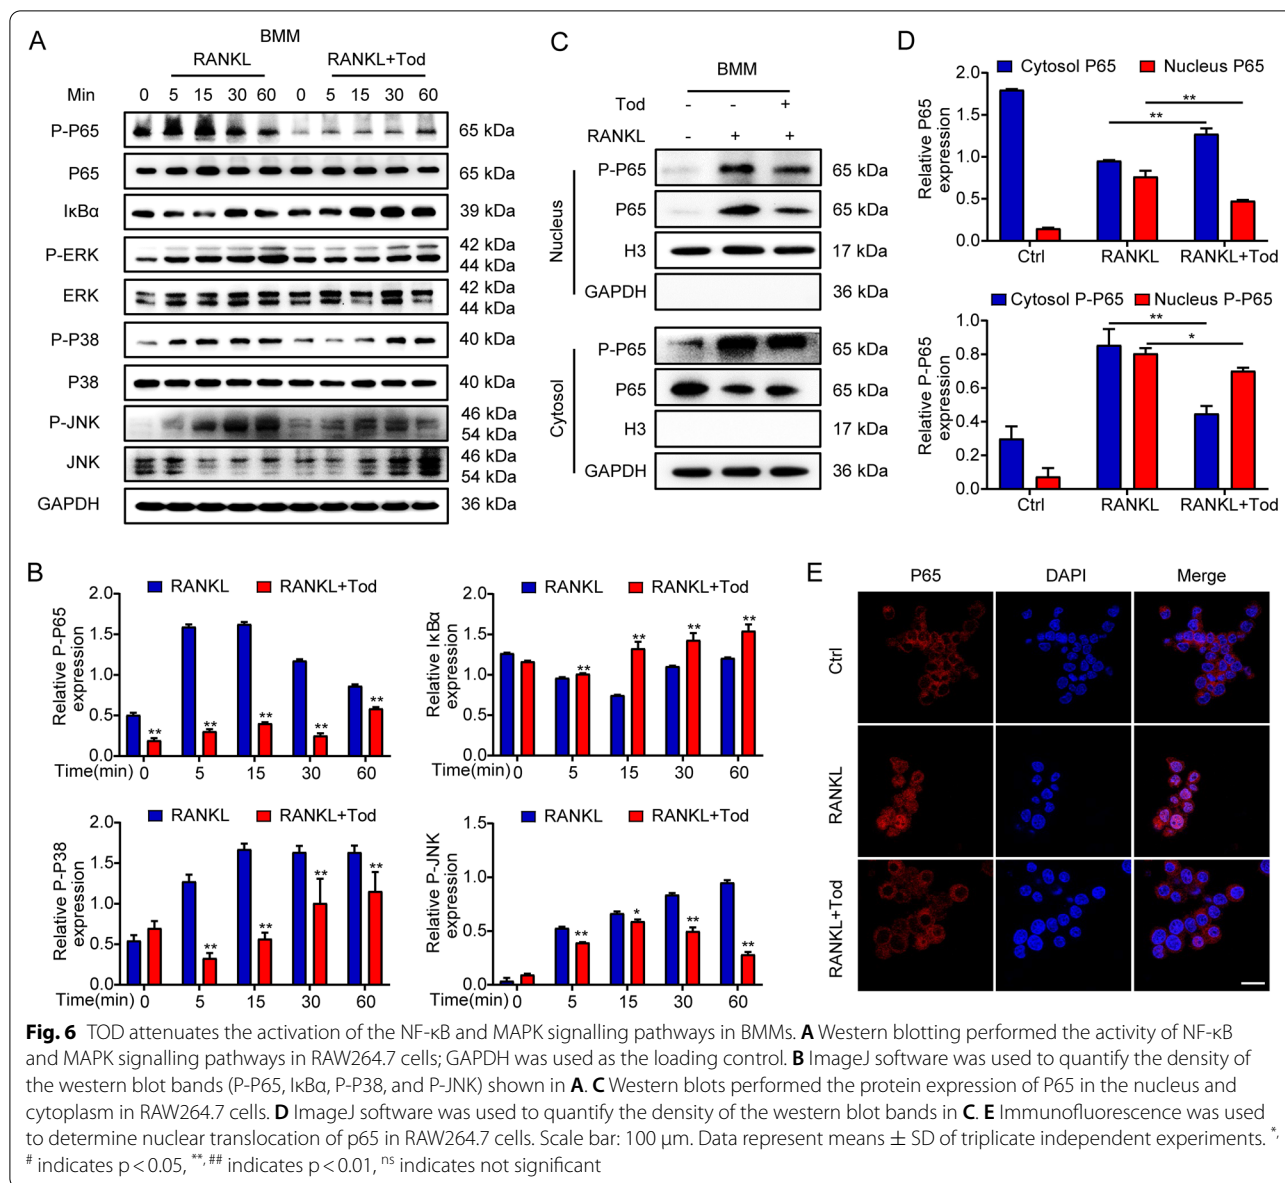 A
BMM
RANKL RANKL+Tod
Min 0 5 15 30 60 0 5 15 30 60
P-P65 65 kDa
P65 65 kDa
IκBα 39 kDa
P-ERK 42 kDa
44 kDa
ERK 42 kDa
44 kDa
P-P38 40 kDa
P38 40 kDa
P-JNK 46 kDa
54 kDa
JNK 46 kDa
54 kDa
GAPDH 36 kDa
C
BMM
Tod - - +
RANKL - + +
Nucleus
P-P65 65 kDa
P65 65 kDa
H3 17 kDa
GAPDH 36 kDa
Cytosol
P-P65 65 kDa
P65 65 kDa
H3 17 kDa
GAPDH 36 kDa
D
Cytosol P65 Nucleus P65
Relative P65
expression
2.0
1.5
1.0
0.5
0.0
**
**
Ctrl RANKL RANKL+Tod
Cytosol P-P65 Nucleus P-P65
Relative P-P65
expression
1.0
0.8
0.6
0.4
0.2
0.0
**
*
Ctrl RANKL RANKL+Tod
B
RANKL RANKL+Tod
Relative P-P65
expression
2.0
1.5
1.0
0.5
0.0
** ** ** ** **
Time(min) 0 5 15 30 60
RANKL RANKL+Tod
Relative IκBα
expression
2.0
1.5
1.0
0.5
0.0
** ** ** **
Time(min) 0 5 15 30 60
RANKL RANKL+Tod
Relative P-P38
expression
2.0
1.5
1.0
0.5
0.0
** ** ** **
Time(min) 0 5 15 30 60
RANKL RANKL+Tod
Relative P-JNK
expression
1.5
1.0
0.5
0.0
** * ** **
Time(min) 0 5 15 30 60
E
P65 DAPI Merge
Ctrl
RANKL
RANKL+Tod
Fig. 6 TOD attenuates the activation of the NF-κB and MAPK signalling pathways in BMMs. A Western blotting performed the activity of NF-κB
and MAPK signalling pathways in RAW264.7 cells; GAPDH was used as the loading control. B ImageJ software was used to quantify the density of
the western blot bands (P-P65, IκBα, P-P38, and P-JNK) shown in A. C Western blots performed the protein expression of P65 in the nucleus and
cytoplasm in RAW264.7 cells. D ImageJ software was used to quantify the density of the western blot bands in C. E Immunofluorescence was used
to determine nuclear translocation of p65 in RAW264.7 cells. Scale bar: 100 μm. Data represent means ± SD of triplicate independent experiments. *,
# indicates p < 0.05, **, ## indicates p < 0.01, ns indicates not significant